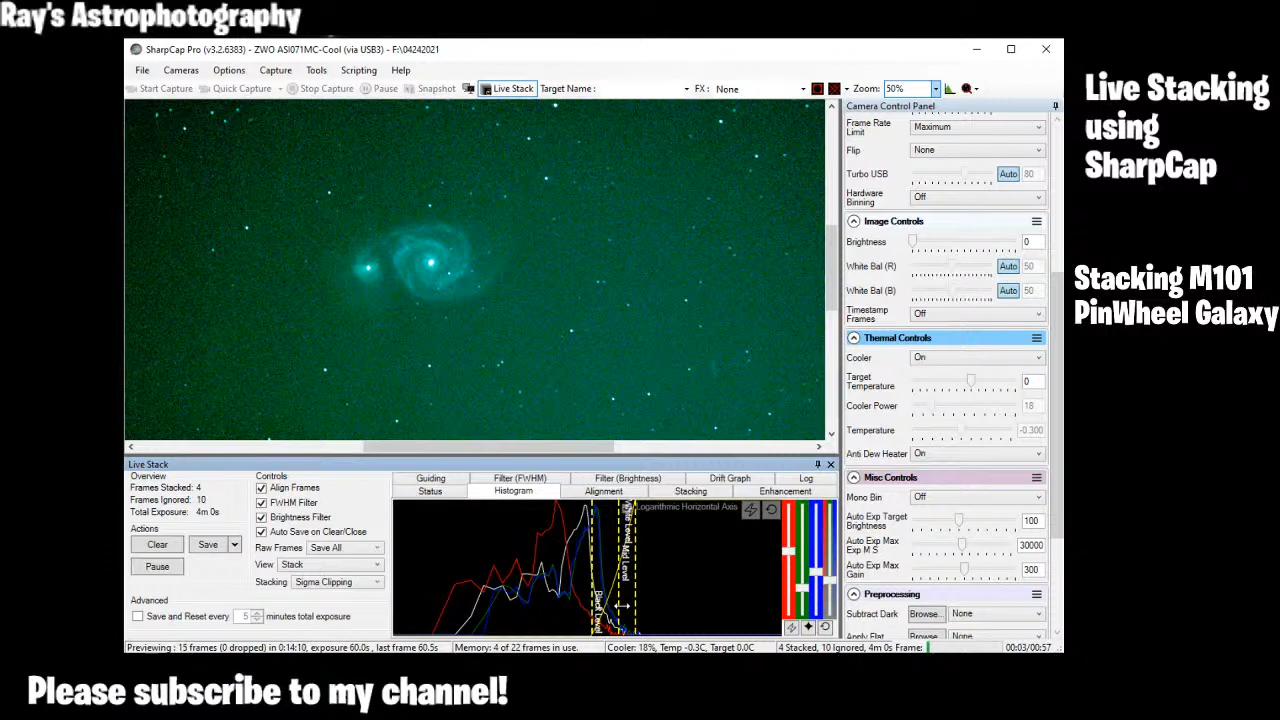 Ray's Astrophotography
SharpCap Pro (v3.2.6383) - ZWO ASI071MC-Cool (via USB3) - F:\04242021
File Cameras Options Capture Tools Scripting Help
Start Capture Quick Capture Stop Capture Pause Snapshot Live Stack Target Name : FX : None Zoom: 50%
Camera Control Panel
Frame Rate Limit Maximum
Flip None
Turbo USB Auto 80
Hardware Binning Off
Image Controls
Brightness 0
White Bal (R) Auto 50
White Bal (B) Auto 50
Timestamp Frames Off
Thermal Controls
Cooler On
Target Temperature 0
Cooler Power 18
Temperature -0.300
Anti Dew Heater On
Misc Controls
Mono Bin Off
Auto Exp Target Brightness 100
Auto Exp Max Exp M S 30000
Auto Exp Max Gain 300
Preprocessing
Subtract Dark Browse... None
Apply Flat Browse... None
Live Stack
Overview
Frames Stacked: 4
Frames Ignored: 10
Total Exposure: 4m 0s
Actions
Clear Save
Pause
Controls
Align Frames
FWHM Filter
Brightness Filter
Auto Save on Clear/Close
Raw Frames Save All
View Stack
Stacking Sigma Clipping
Advanced
Save and Reset every 5 minutes total exposure
Guiding Filter (FWHM) Filter (Brightness) Drift Graph Log
Status Histogram Alignment Stacking Enhancement
Logarithmic Horizontal Axis
Black Level
Mid Level
White Level
Previewing : 15 frames (0 dropped) in 0:14:10, exposure 60.0s , last frame 60.5s Memory: 4 of 22 frames in use. Cooler: 18%, Temp -0.3C, Target 0.0C 4 Stacked, 10 Ignored, 4m 0s Frame: 00:03/00:57
Live Stacking
using
SharpCap
Stacking M101
PinWheel Galaxy
Please subscribe to my channel!